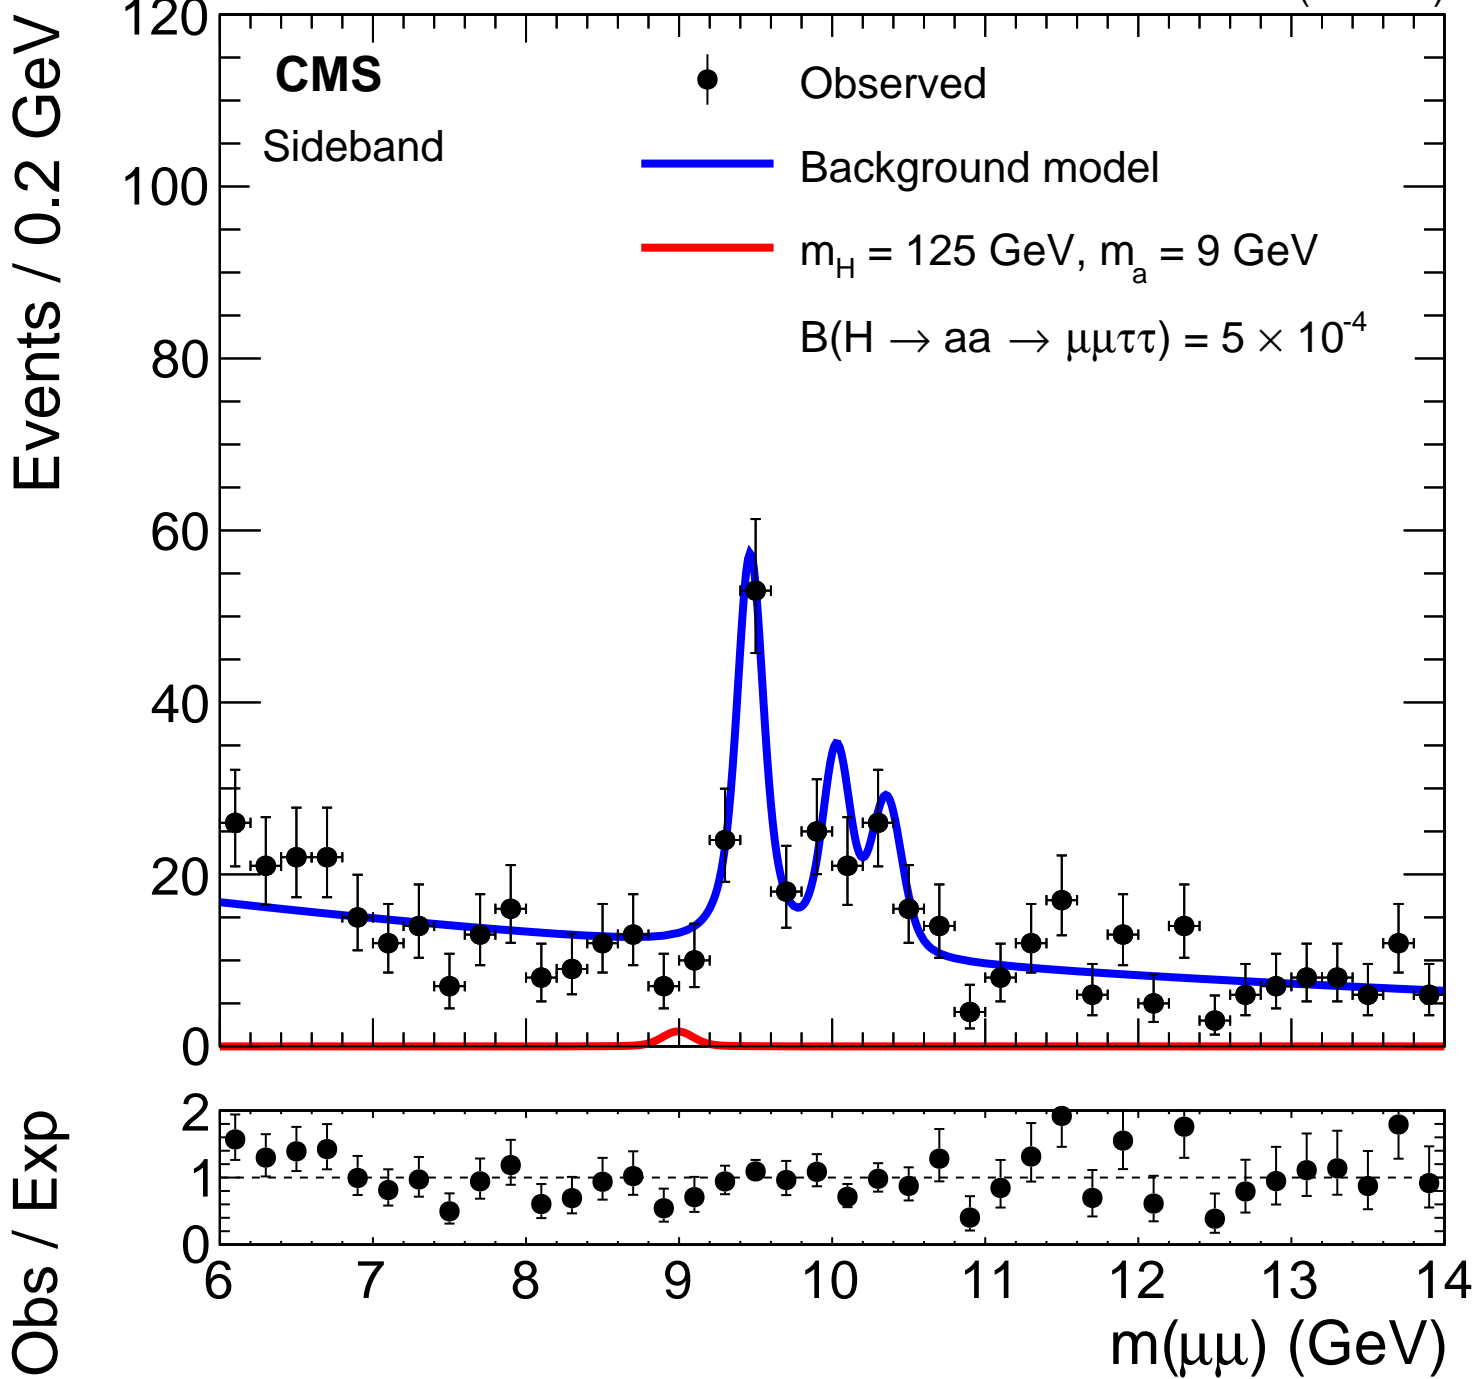 120
100
80
60
40
20
0
Events / 0.2 GeV
CMS
Sideband
Observed
Background model
m_H = 125 GeV, m_a = 9 GeV
B(H → aa → μμττ) = 5 × 10^-4
2
1
0
Obs / Exp
6 7 8 9 10 11 12 13 14
m(μμ) (GeV)